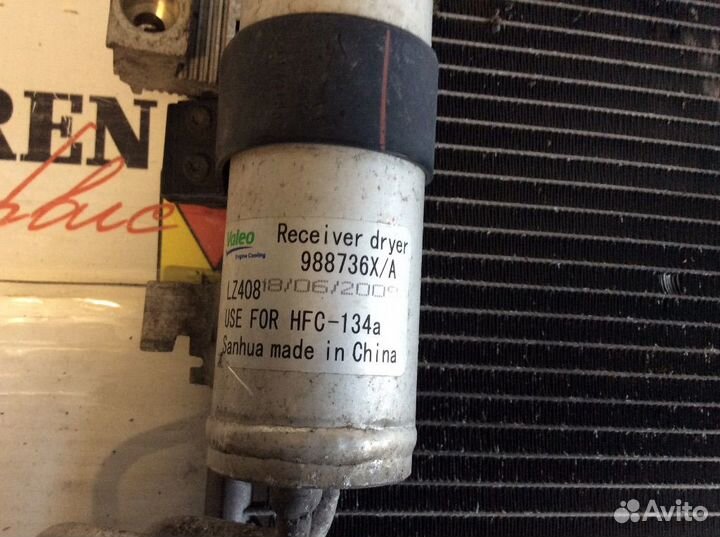 REN
Valeo
Engine Cooling
Receiver dryer
988736X/A
LZ408 18/06/2009
USE FOR HFC-134a
Sanhua made in China
Avito